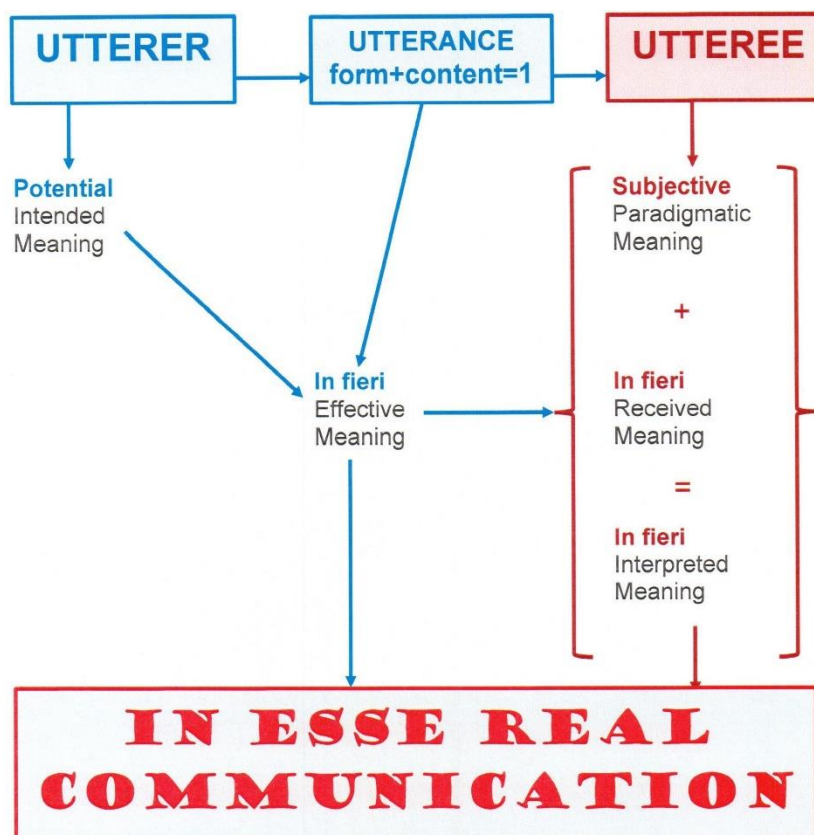 UTTERER
UTTERANCE
form+content=1
UTTEREE
Potential
Intended
Meaning
Subjective
Paradigmatic
Meaning
+
In fieri
Effective
Meaning
In fieri
Received
Meaning
=
In fieri
Interpreted
Meaning
IN ESSE REAL
COMMUNICATION